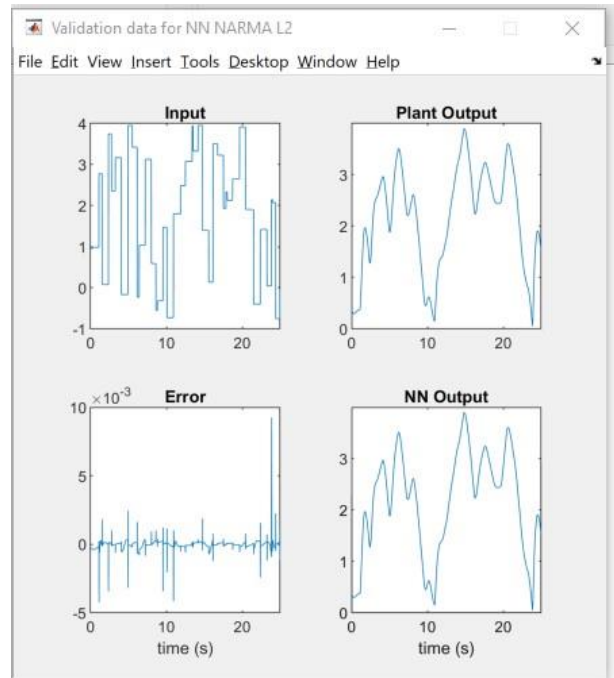 Validation data for NN NARMA L2
File Edit View Insert Tools Desktop Window Help
Input
4
3
2
1
0
-1
0 20
Plant Output
3
2
1
0
0 10 20
Error
×10-3
10
5
0
-5
0 10 20
time (s)
NN Output
3
2
1
0
0 10 20
time (s)